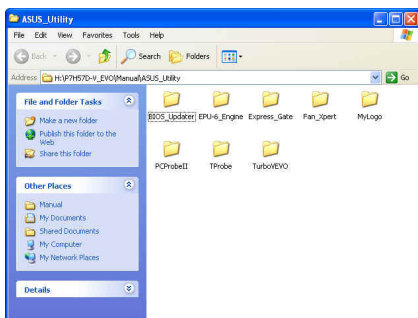 ASUS_Utility
File Edit View Favorites Tools Help
Back Search Folders
Address H:\P7H57D-V_EVO\Manual\ASUS_Utility Go
File and Folder Tasks
Make a new folder
Publish this folder to the
Web
Share this folder
Other Places
Manual
My Documents
Shared Documents
My Computer
My Network Places
Details
BIOS_Updater EPU-6_Engine Express_Gate Fan_Xpert MyLogo
PCProbeII TProbe TurboVEVO